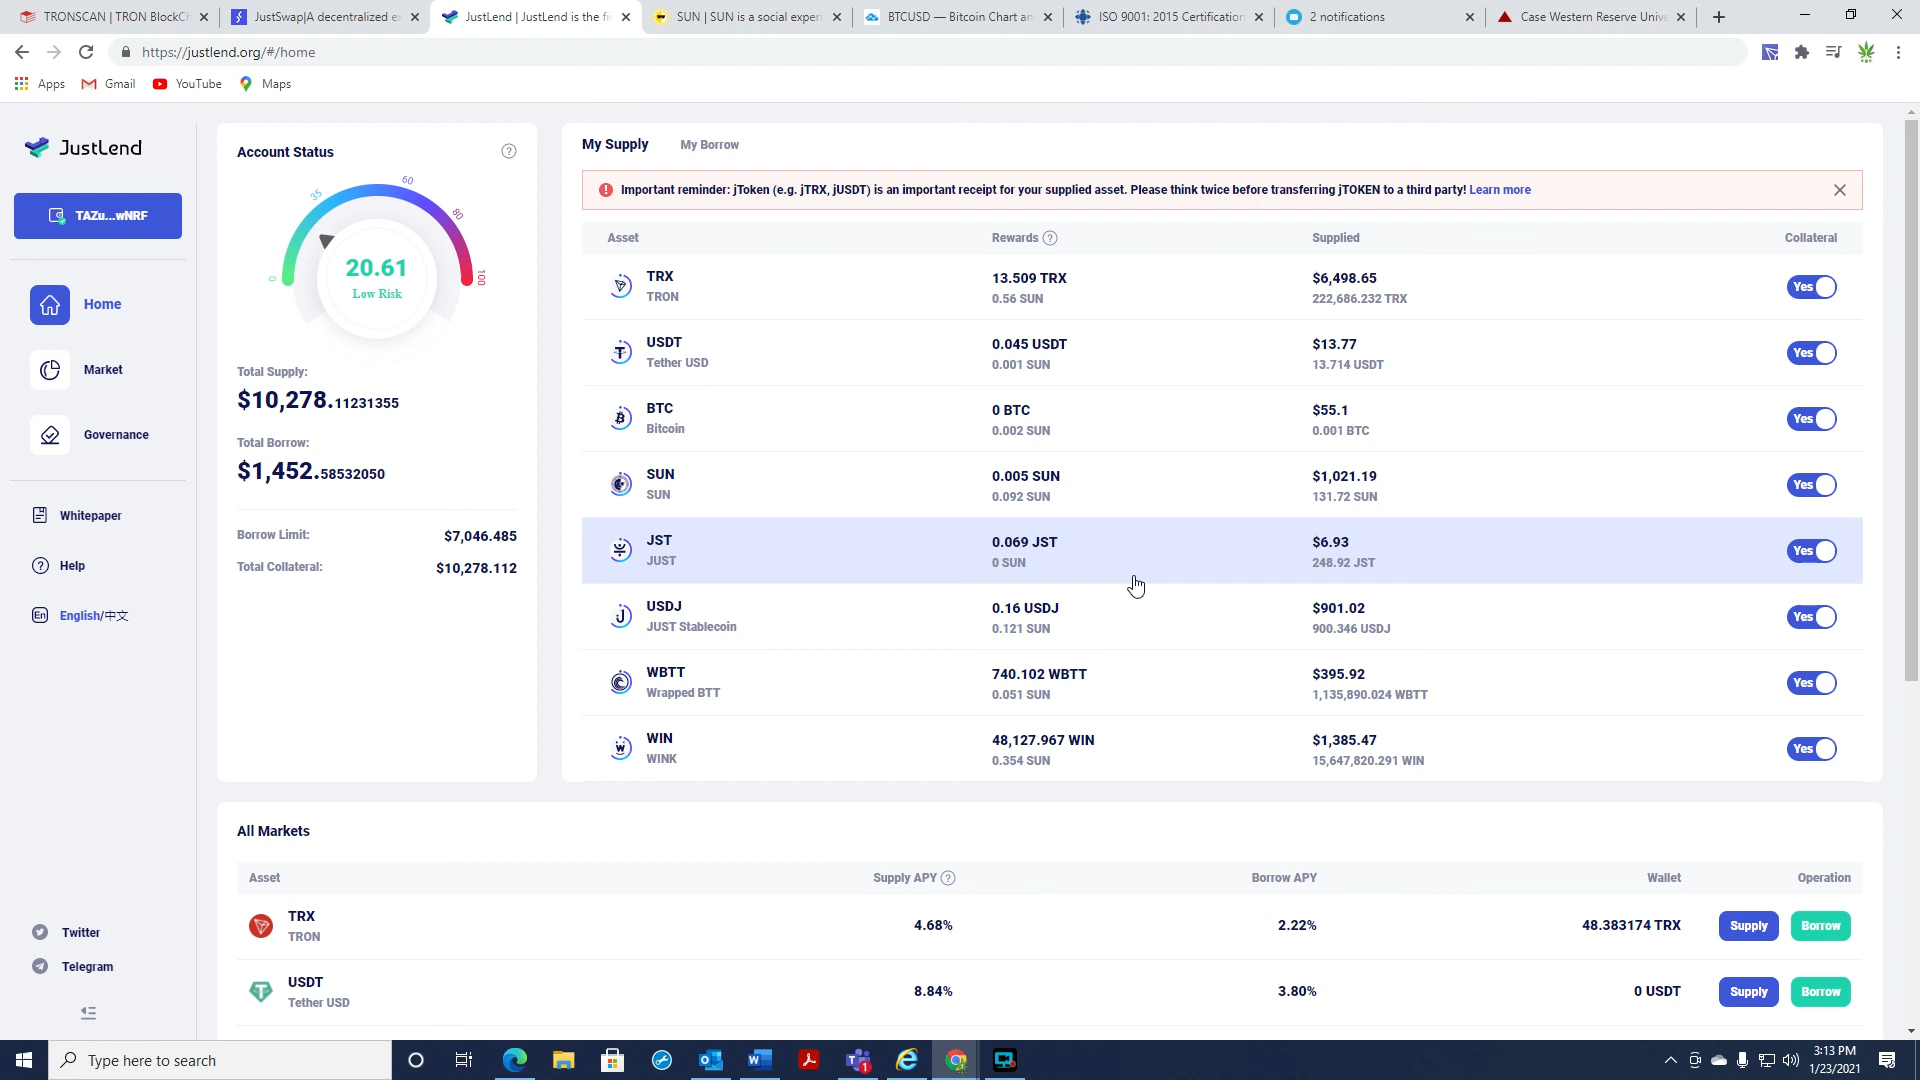 TRONSCAN | TRON BlockCh
JustSwap|A decentralized ex
JustLend | JustLend is the fi
SUN | SUN is a social experi
BTCUSD — Bitcoin Chart an
ISO 9001: 2015 Certification
2 notifications
Case Western Reserve Unive
https://justlend.org/#/home
Apps
Gmail
YouTube
Maps
JustLend
TAZu...wNRF
Home
Market
Governance
Whitepaper
Help
En English/中文
Twitter
Telegram
Account Status
0
35
60
80
100
20.61
Low Risk
Total Supply:
$10,278.11231355
Total Borrow:
$1,452.58532050
Borrow Limit: $7,046.485
Total Collateral: $10,278.112
My Supply My Borrow
Important reminder: jToken (e.g. jTRX, jUSDT) is an important receipt for your supplied asset. Please think twice before transferring jTOKEN to a third party! Learn more
Asset Rewards Supplied Collateral
TRX 13.509 TRX $6,498.65 Yes
TRON 0.56 SUN 222,686.232 TRX
USDT 0.045 USDT $13.77 Yes
Tether USD 0.001 SUN 13.714 USDT
BTC 0 BTC $55.1 Yes
Bitcoin 0.002 SUN 0.001 BTC
SUN 0.005 SUN $1,021.19 Yes
SUN 0.092 SUN 131.72 SUN
JST 0.069 JST $6.93 Yes
JUST 0 SUN 248.92 JST
USDJ 0.16 USDJ $901.02 Yes
JUST Stablecoin 0.121 SUN 900.346 USDJ
WBTT 740.102 WBTT $395.92 Yes
Wrapped BTT 0.051 SUN 1,135,890.024 WBTT
WIN 48,127.967 WIN $1,385.47 Yes
WINK 0.354 SUN 15,647,820.291 WIN
All Markets
Asset Supply APY Borrow APY Wallet Operation
TRX 4.68% 2.22% 48.383174 TRX Supply Borrow
TRON
USDT 8.84% 3.80% 0 USDT Supply Borrow
Tether USD
Type here to search
1
3:13 PM
1/23/2021